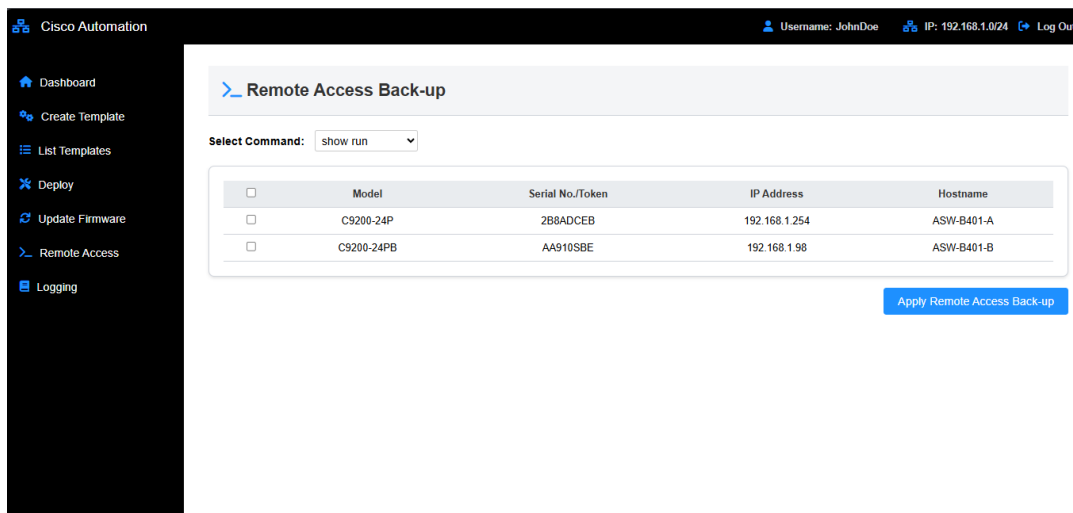 Cisco Automation
Username: JohnDoe
IP: 192.168.1.0/24
Log Out
Dashboard
Create Template
List Templates
Deploy
Update Firmware
Remote Access
Logging
Remote Access Back-up
Select Command: show run
Model Serial No./Token IP Address Hostname
C9200-24P 2B8ADCEB 192.168.1.254 ASW-B401-A
C9200-24PB AA910SBE 192.168.1.98 ASW-B401-B
Apply Remote Access Back-up